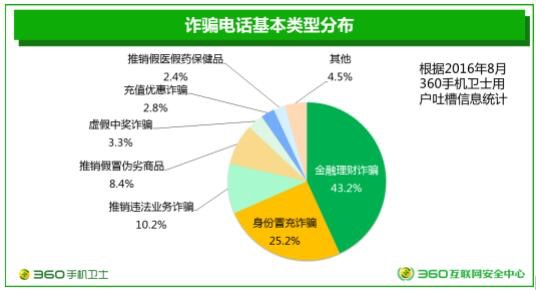 诈骗电话基本类型分布
推销假医假药保健品
2.4%
其他
4.5%
根据2016年8月
360手机卫士用
户吐槽信息统计
充值优惠诈骗
2.8%
虚假中奖诈骗
3.3%
推销假冒伪劣商品
8.4%
推销违法业务诈骗
10.2%
金融理财诈骗
43.2%
身份冒充诈骗
25.2%
360手机卫士
360互联网安全中心